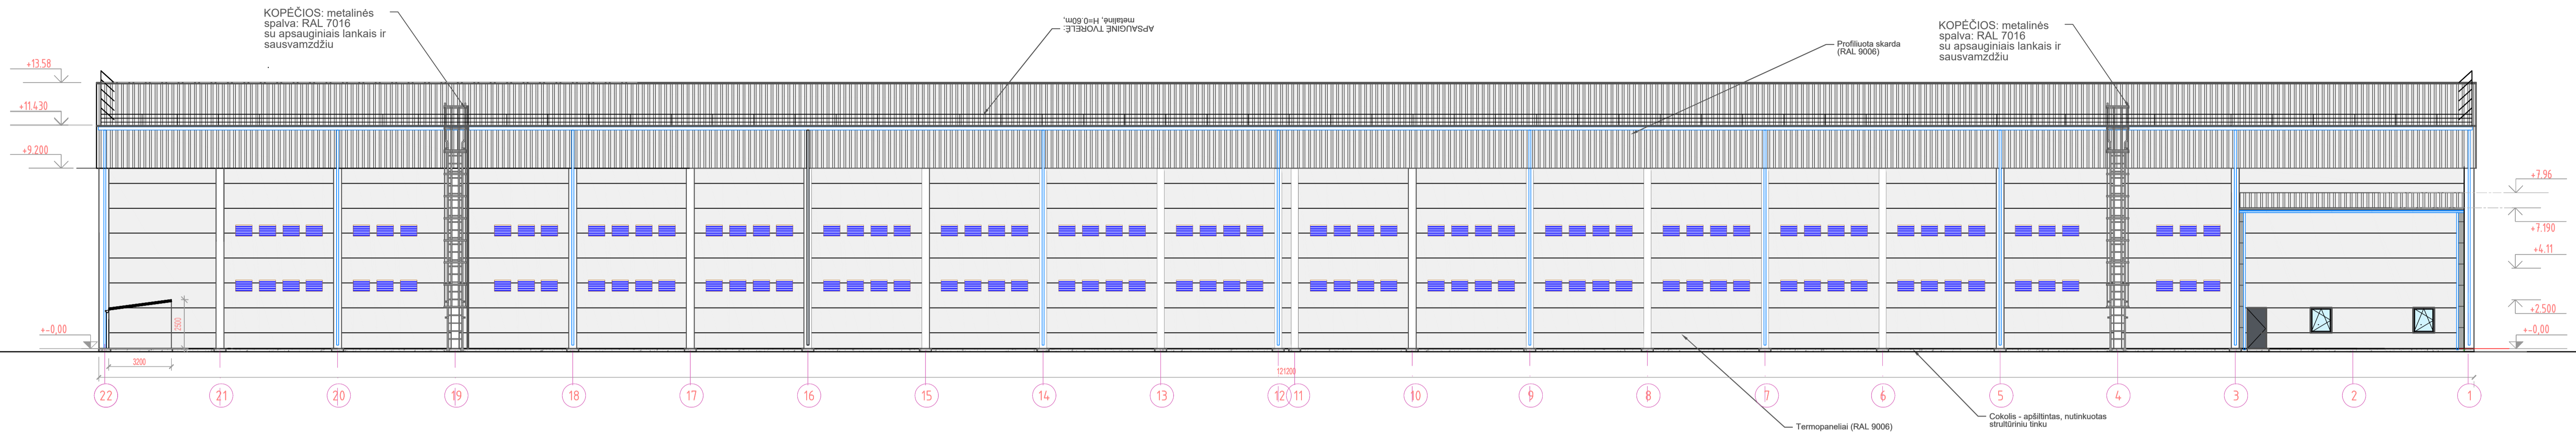 KOPĖČIOS: metalinės
spalva: RAL 7016
su apsauginiais lankais ir
sausvamzdžiu
APSAUGINĖ TVORELĖ:
metalinė, H=0.60m,
Profiliuota skarda
(RAL 9006)
KOPĖČIOS: metalinės
spalva: RAL 7016
su apsauginiais lankais ir
sausvamzdžiu
+13.58
+11.430
+9.200
+-0,00
+7.96
+7.190
+4.11
+2.500
+-0,00
2500
3200
121200
22 21 20 19 18 17 16 15 14 13 12 11 10 9 8 7 6 5 4 3 2 1
Termopaneliai (RAL 9006)
Cokolis - apšiltintas, nutinkuotas
strultūriniu tinku